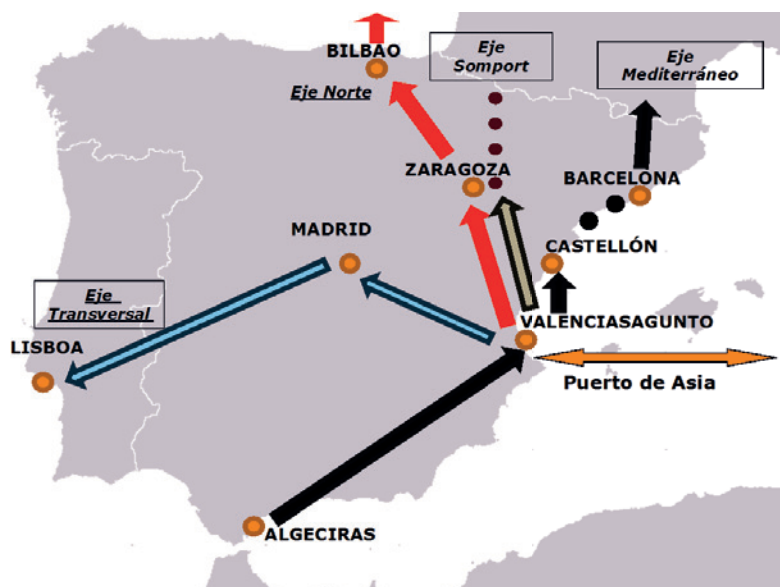 BILBAO
Eje
Somport
Eje
Mediterráneo
Eje Norte
ZARAGOZA
BARCELONA
MADRID
CASTELLÓN
Eje
Transversal
VALENCIASAGUNTO
LISBOA
Puerto de Asia
ALGECIRAS